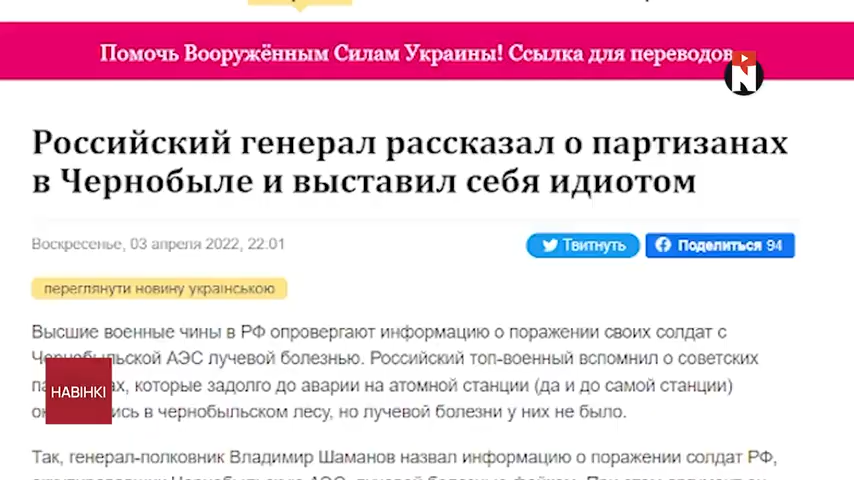 Помочь Вооружённым Силам Украины! Ссылка для переводов
N
Российский генерал рассказал о партизанах
в Чернобыле и выставил себя идиотом
Воскресенье, 03 апреля 2022, 22:01
Твитнуть
Поделиться 94
переглянути новину українською
Высшие военные чины в РФ опровергают информацию о поражении своих солдат с
Чернобыльской АЭС лучевой болезнью. Российский топ-военный вспомнил о советских
которые задолго до аварии на атомной станции (да и до самой станции)
НАВІНКІ
в чернобыльском лесу, но лучевой болезни у них не было.
Так, генерал-полковник Владимир Шаманов назвал информацию о поражении солдат РФ,